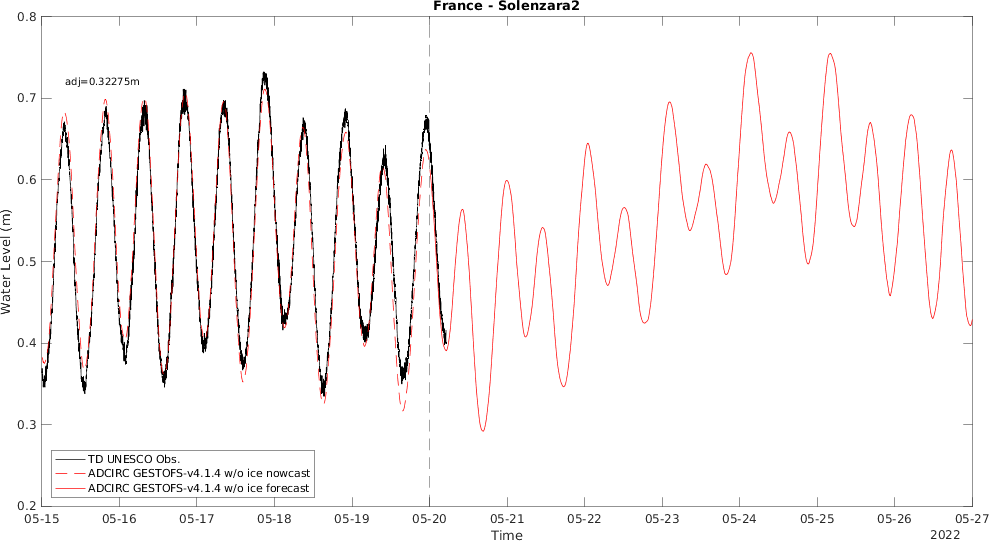 France - Solenzara2
adj=0.32275m
Water Level (m)
0.8
0.7
0.6
0.5
0.4
0.3
0.2
TD UNESCO Obs.
ADCIRC GESTOFS-v4.1.4 w/o ice nowcast
ADCIRC GESTOFS-v4.1.4 w/o ice forecast
05-15 05-16 05-17 05-18 05-19 05-20 05-21 05-22 05-23 05-24 05-25 05-26 05-27
Time
2022